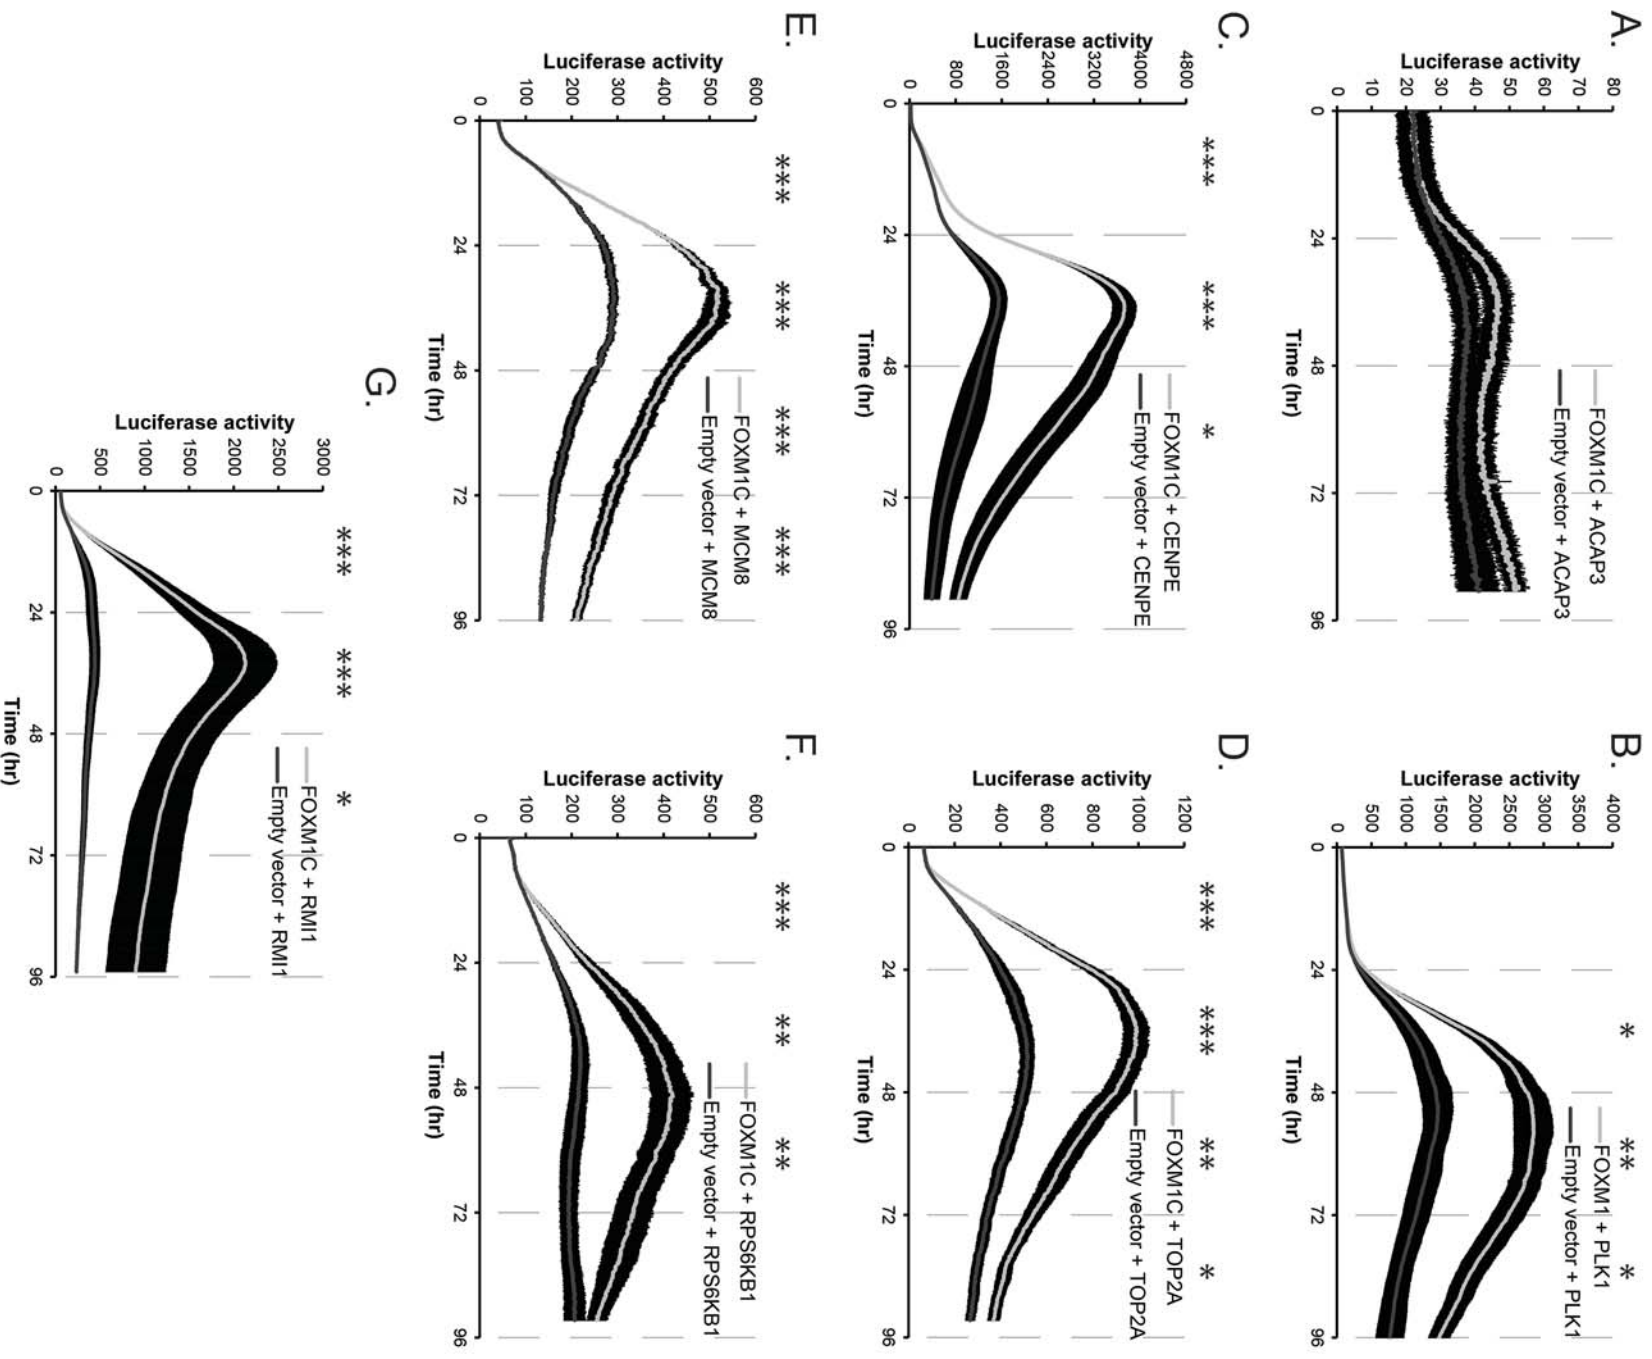 A.
Luciferase activity
80
70
60
50
40
30
20
10
0
0 24 48 72 96
Time (hr)
FOXM1C + ACAP3
Empty vector + ACAP3
B.
* ** *
Luciferase activity
4000
3500
3000
2500
2000
1500
1000
500
0
0 24 48 72 96
Time (hr)
FOXM1 + PLK1
Empty vector + PLK1
C.
*** *** *
Luciferase activity
4800
4000
3200
2400
1600
800
0
0 24 48 72 96
Time (hr)
FOXM1C + CENPE
Empty vector + CENPE
D.
*** *** ** *
Luciferase activity
1200
1000
800
600
400
200
0
0 24 48 72 96
Time (hr)
FOXM1C + TOP2A
Empty vector + TOP2A
E.
*** *** *** ***
Luciferase activity
600
500
400
300
200
100
0
0 24 48 72 96
Time (hr)
FOXM1C + MCM8
Empty vector + MCM8
F.
*** ** **
Luciferase activity
600
500
400
300
200
100
0
0 24 48 72 96
Time (hr)
FOXM1C + RPS6KB1
Empty vector + RPS6KB1
G.
*** *** *
Luciferase activity
3000
2500
2000
1500
1000
500
0
0 24 48 72 96
Time (hr)
FOXM1C + RMI1
Empty vector + RMI1